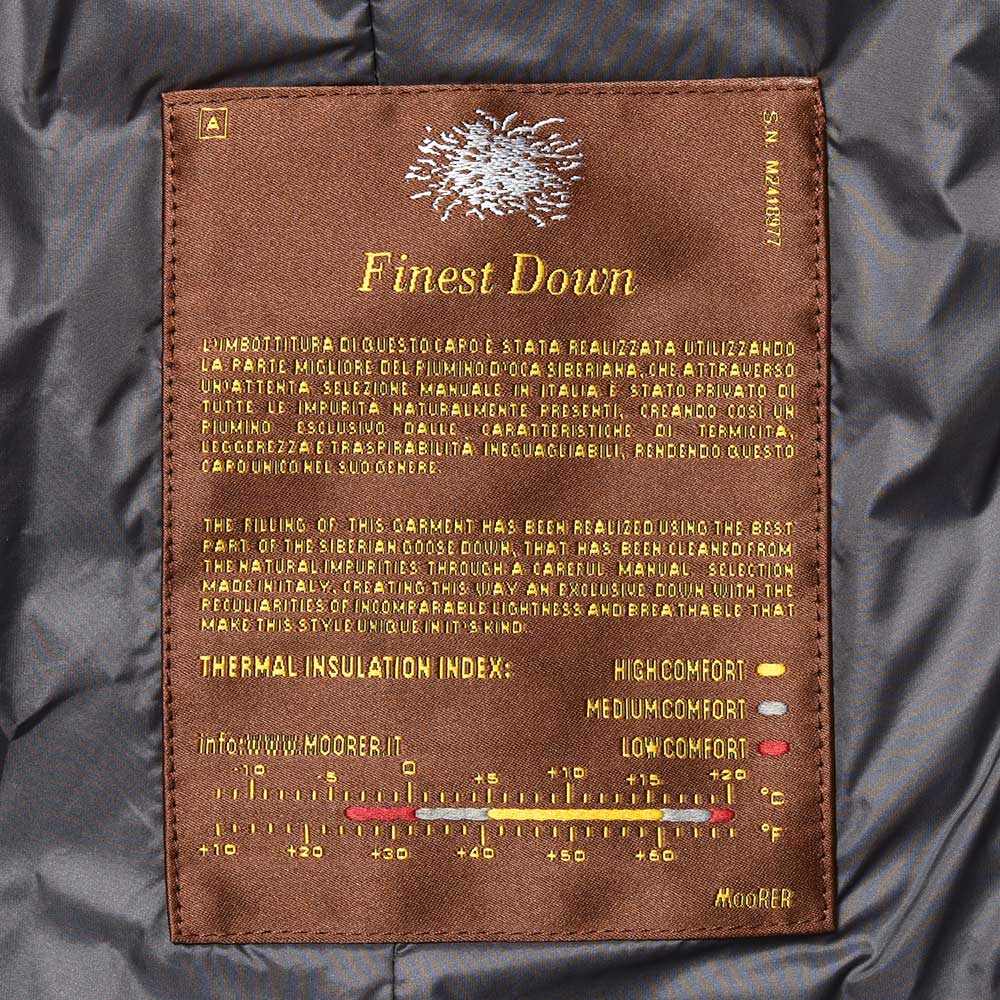 A
S.N. MZ41B977
Finest Down
L'IMBOTTITURA DI QUESTO CAPO È STATA REALIZZATA UTILIZZANDO
LA PARTE MIGLIORE DEL PIUMINO D'OCA SIBERIANA, CHE ATTRAVERSO
UN'ATTENTA SELEZIONE MANUALE IN ITALIA È STATO PRIVATO DI
TUTTE LE IMPURITÀ NATURALMENTE PRESENTI, CREANDO COSÌ UN
PIUMINO ESCLUSIVO DALLE CARATTERISTICHE DI TERMICITÀ,
LEGGEREZZA E TRASPIRABILITÀ INEGUAGLIABILI, RENDENDO QUESTO
CAPO UNICO NEL SUO GENERE.
THE FILLING OF THIS GARMENT HAS BEEN REALIZED USING THE BEST
PART OF THE SIBERIAN GOOSE DOWN, THAT HAS BEEN CLEANED FROM
THE NATURAL IMPURITIES THROUGH A CAREFUL MANUAL SELECTION
MADE IN ITALY, CREATING THIS WAY AN EXCLUSIVE DOWN WITH THE
PECULIARITIES OF INCOMPARABLE LIGHTNESS AND BREATHABLE THAT
MAKE THIS STYLE UNIQUE IN IT'S KIND.
THERMAL INSULATION INDEX: HIGH COMFORT
MEDIUM COMFORT
info:WWW.MOORER.IT LOW COMFORT
-10 -5 0 +5 +10 +15 +20 °C
+10 +20 +30 +40 +50 +60 °F
MOORER